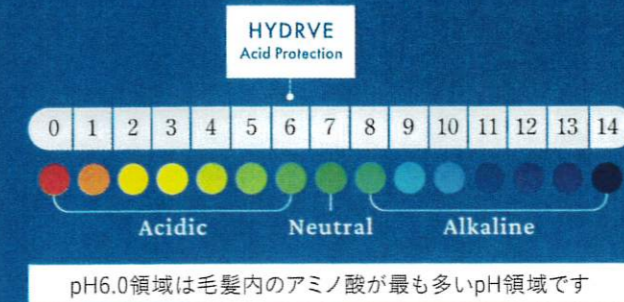 HYDRVE
Acid Protection
0 1 2 3 4 5 6 7 8 9 10 11 12 13 14
Acidic Neutral Alkaline
pH6.0領域は毛髪内のアミノ酸が最も多いpH領域です